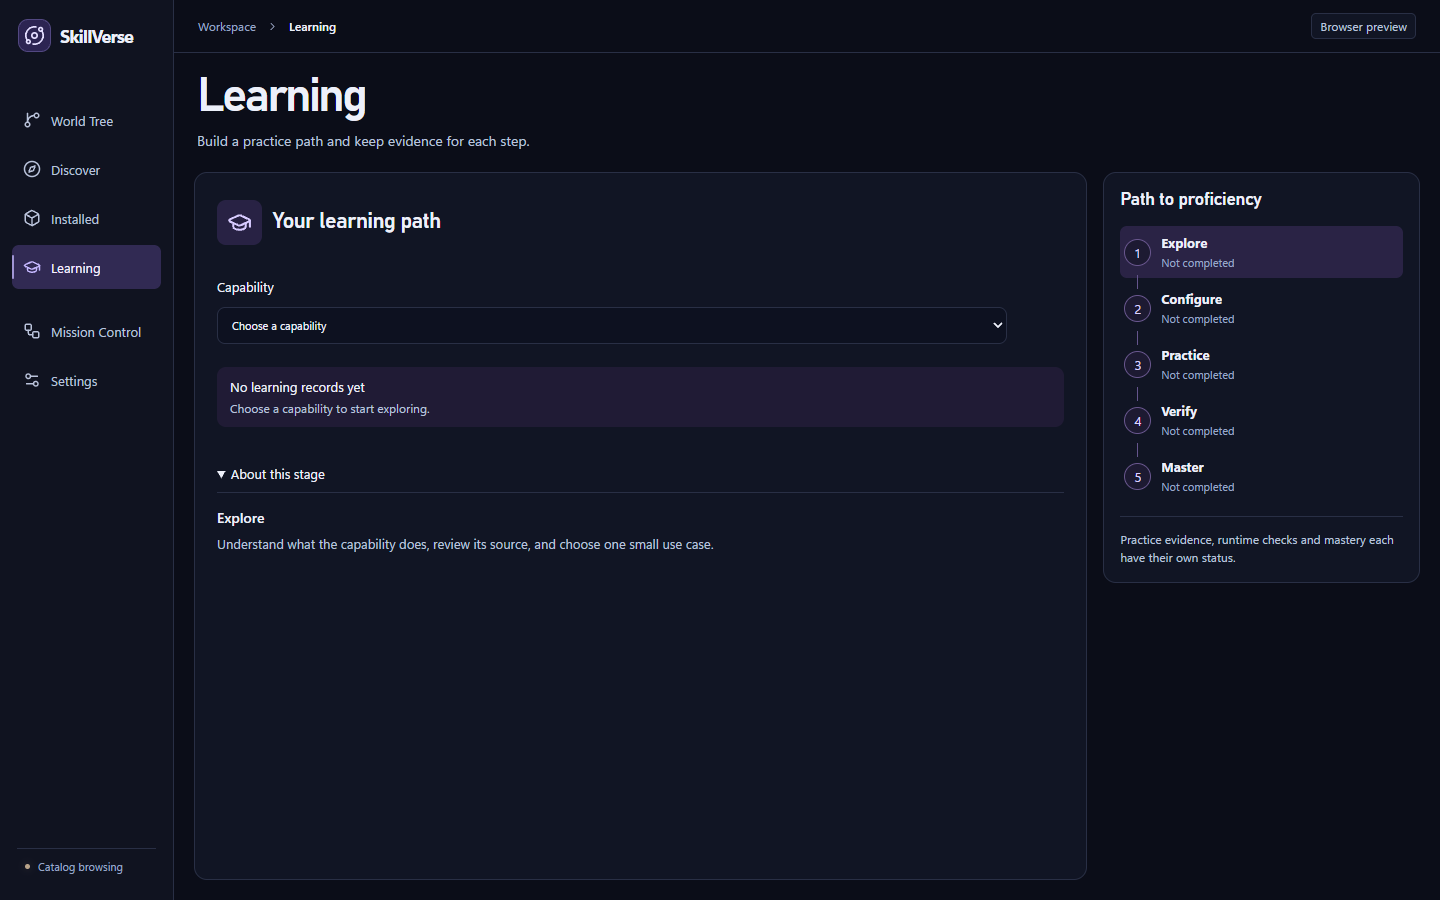 SkillVerse
World Tree
Discover
Installed
Learning
Mission Control
Settings
Catalog browsing
Workspace > Learning
Browser preview
Learning
Build a practice path and keep evidence for each step.
Your learning path
Capability
Choose a capability
No learning records yet
Choose a capability to start exploring.
About this stage
Explore
Understand what the capability does, review its source, and choose one small use case.
Path to proficiency
1 Explore
Not completed
2 Configure
Not completed
3 Practice
Not completed
4 Verify
Not completed
5 Master
Not completed
Practice evidence, runtime checks and mastery each
have their own status.